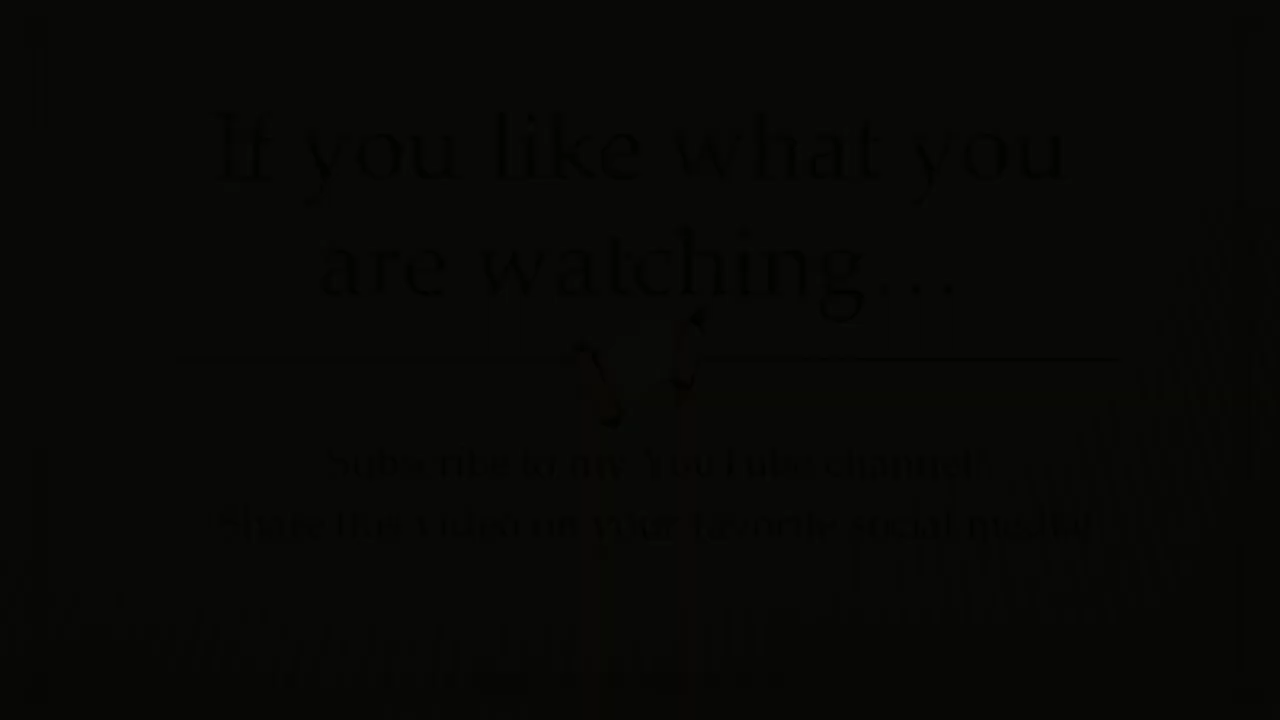 If you like what you
are watching…
Subscribe to my YouTube channel!
Share this video on your favorite social media!